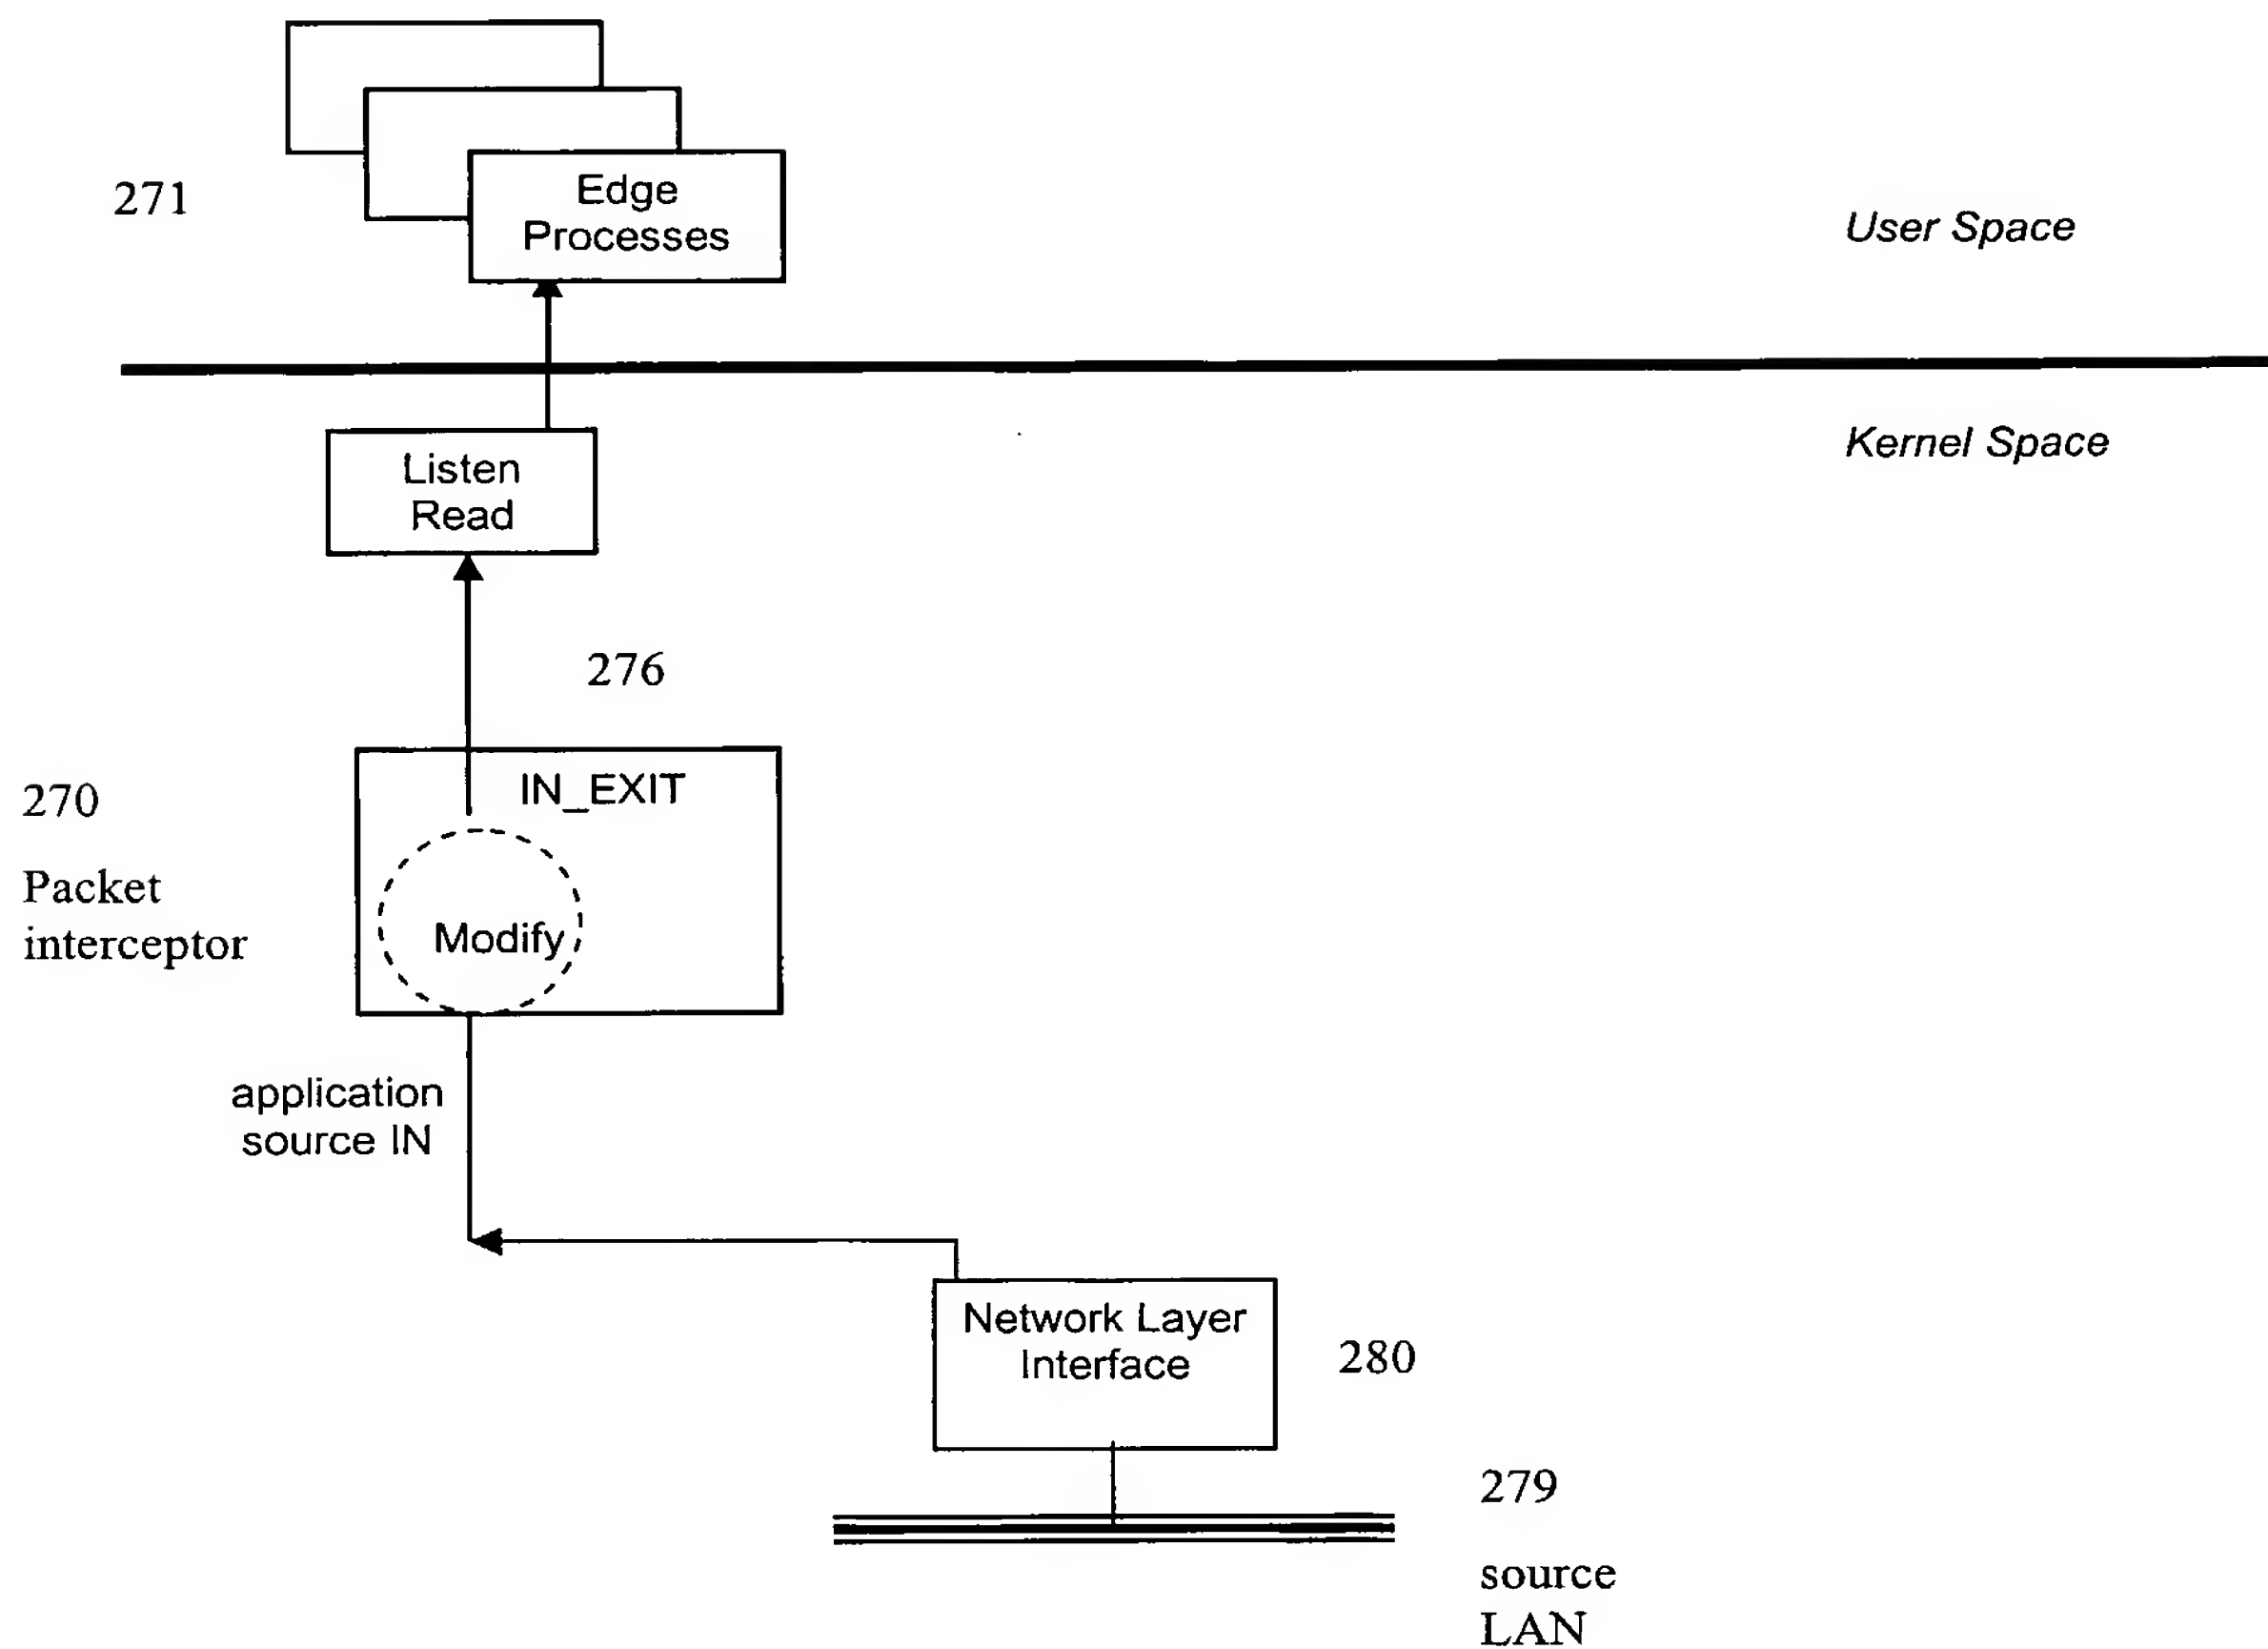 271
Edge
Processes
User Space
Kernel Space
Listen
Read
276
270
Packet
interceptor
IN_EXIT
Modify
application
source IN
Network Layer
Interface
280
279
source
LAN